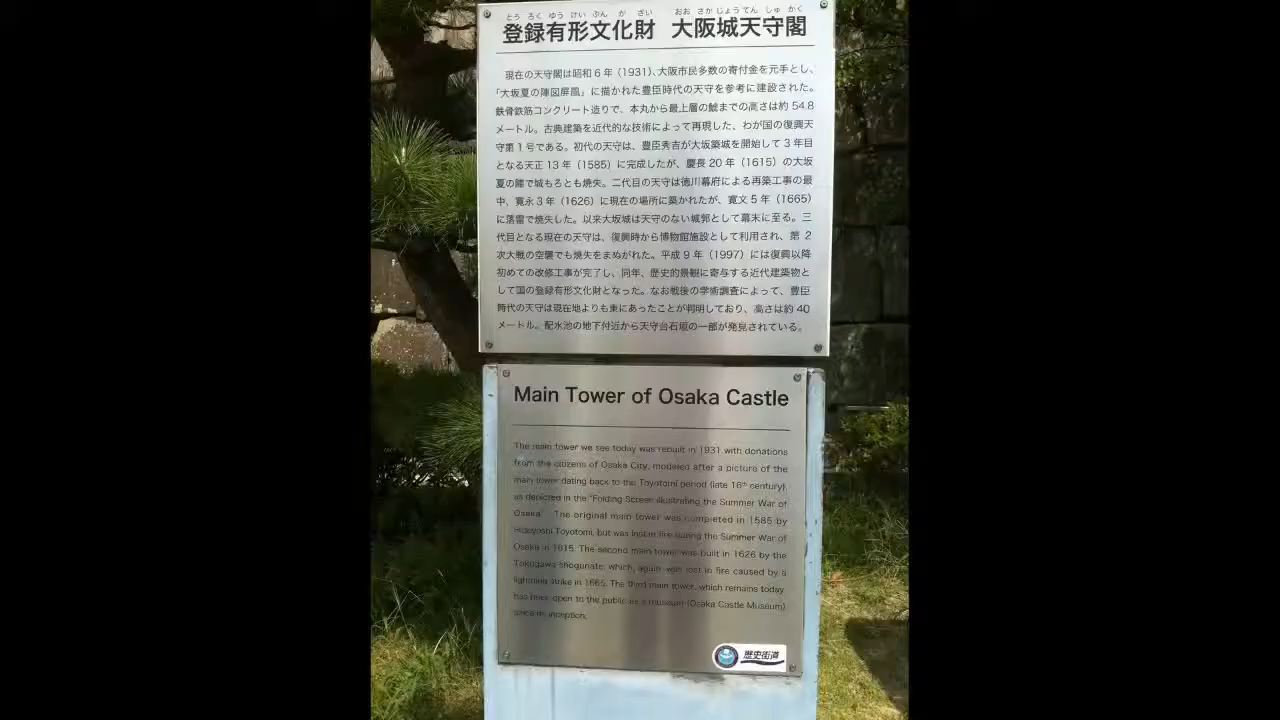 とうろくゆうけいぶんかざい おおさかじょうてんしゅかく
登録有形文化財 大阪城天守閣
現在の天守閣は昭和6年（1931）、大阪市民多数の寄付金を元手とし、
「大坂夏の陣図屏風」に描かれた豊臣時代の天守を参考に建設された。
鉄骨鉄筋コンクリート造りで、本丸から最上層の鯱までの高さは約54.8
メートル。古典建築を近代的な技術によって再現した、わが国の復興天
守第1号である。初代の天守は、豊臣秀吉が大坂築城を開始して3年目
となる天正13年（1585）に完成したが、慶長20年（1615）の大坂
夏の陣で城もろとも焼失。二代目の天守は徳川幕府による再築工事の最
中、寛永3年（1626）に現在の場所に築かれたが、寛文5年（1665）
に落雷で焼失した。以来大坂城は天守のない城郭として幕末に至る。三
代目となる現在の天守は、復興時から博物館施設として利用され、第2
次大戦の空襲でも焼失をまぬがれた。平成9年（1997）には復興以降
初めての改修工事が完了し、同年、歴史的景観に寄与する近代建築物と
して国の登録有形文化財となった。なお戦後の学術調査によって、豊臣
時代の天守は現在地よりも東にあったことが判明しており、高さは約40
メートル。配水池の地下付近から天守台石垣の一部が発見されている。
Main Tower of Osaka Castle
The main tower we see today was rebuilt in 1931 with donations
from the citizens of Osaka City, modeled after a picture of the
main tower dating back to the Toyotomi period (late 16th century),
as depicted in the "Folding Screen illustrating the Summer War of
Osaka". The original main tower was completed in 1585 by
Hideyoshi Toyotomi, but was lost in fire during the Summer War of
Osaka in 1615. The second main tower was built in 1626 by the
Tokugawa shogunate, which, again was lost in fire caused by a
lightning strike in 1665. The third main tower, which remains today
has been open to the public as a museum (Osaka Castle Museum)
since its inception.
歴史街道